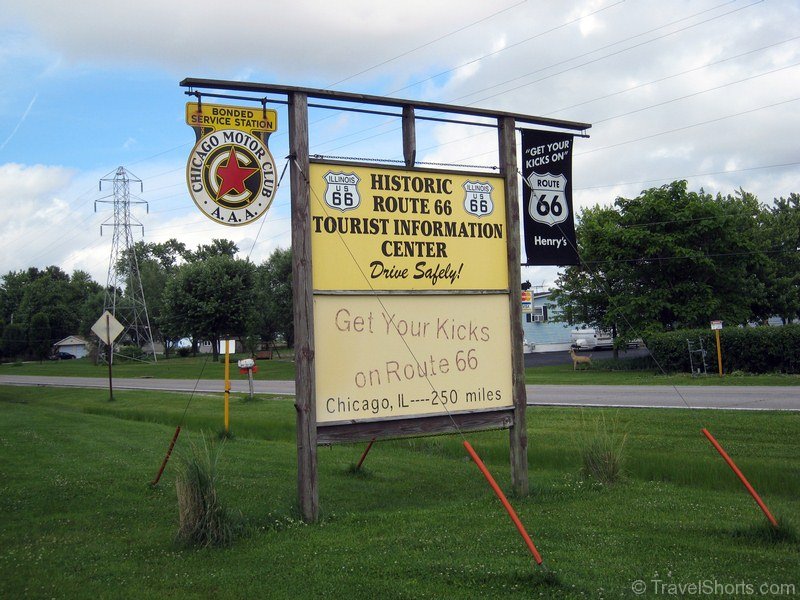 BONDED
SERVICE STATION
CHICAGO MOTOR CLUB
A.A.A.
ILLINOIS
US
66
HISTORIC
ROUTE 66
TOURIST INFORMATION
CENTER
Drive Safely!
ILLINOIS
US
66
Get Your Kicks
on Route 66
Chicago, IL----250 miles
"GET YOUR
KICKS ON"
ROUTE
66
Henry's
© TravelShorts.com